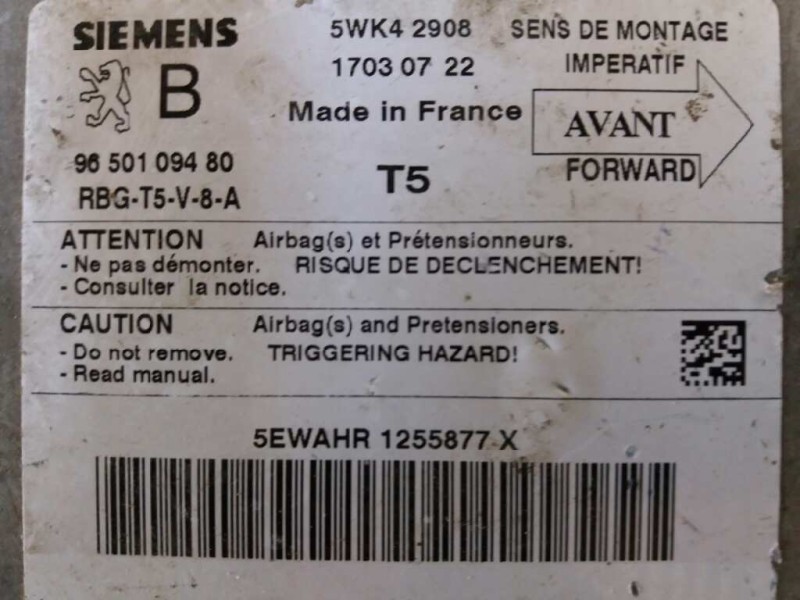 SIEMENS 5WK4 2908 SENS DE MONTAGE
B 1703 07 22 IMPERATIF
Made in France AVANT
96 501 094 80 T5 FORWARD
RBG-T5-V-8-A
ATTENTION Airbag(s) et Prétensionneurs.
- Ne pas démonter. RISQUE DE DECLENCHEMENT!
- Consulter la notice.
CAUTION Airbag(s) and Pretensioners.
- Do not remove. TRIGGERING HAZARD!
- Read manual.
5EWAHR 1255877 X